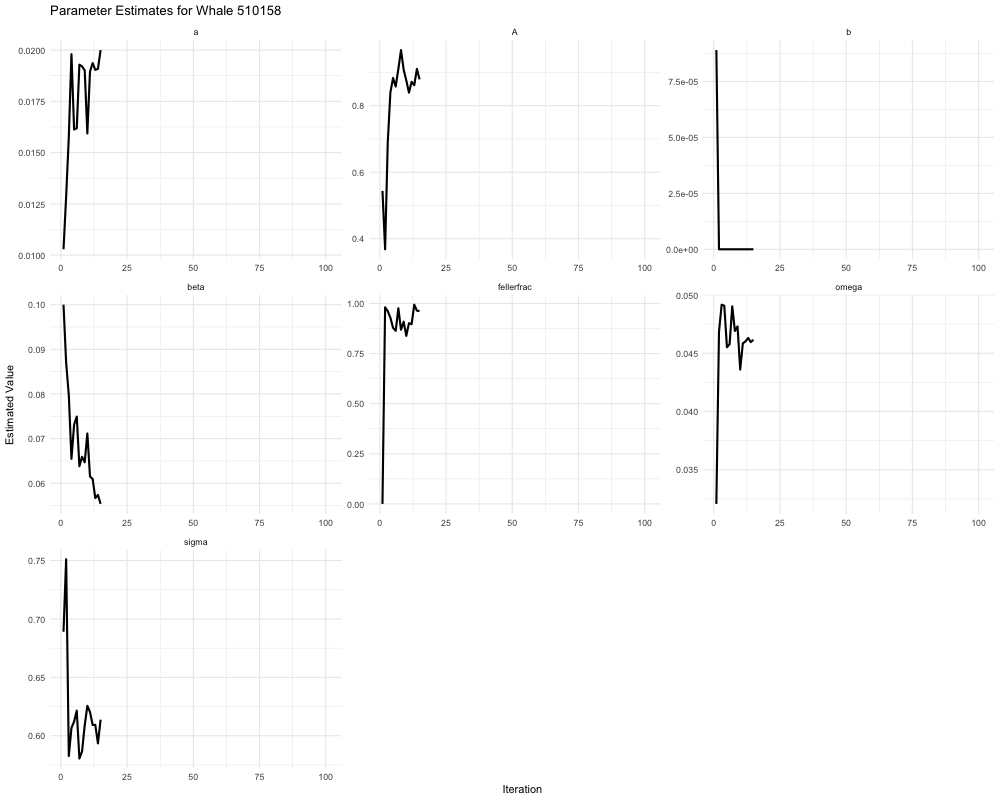 Parameter Estimates for Whale 510158
a
A
b
0.0200
0.0175
0.0150
0.0125
0.0100
0.8
0.6
0.4
7.5e-05
5.0e-05
2.5e-05
0.0e+00
0 25 50 75 100
0 25 50 75 100
0 25 50 75 100
beta
fellerfrac
omega
0.10
0.09
0.08
0.07
0.06
1.00
0.75
0.50
0.25
0.00
0.050
0.045
0.040
0.035
0 25 50 75 100
0 25 50 75 100
0 25 50 75 100
Estimated Value
sigma
0.75
0.70
0.65
0.60
0 25 50 75 100
Iteration